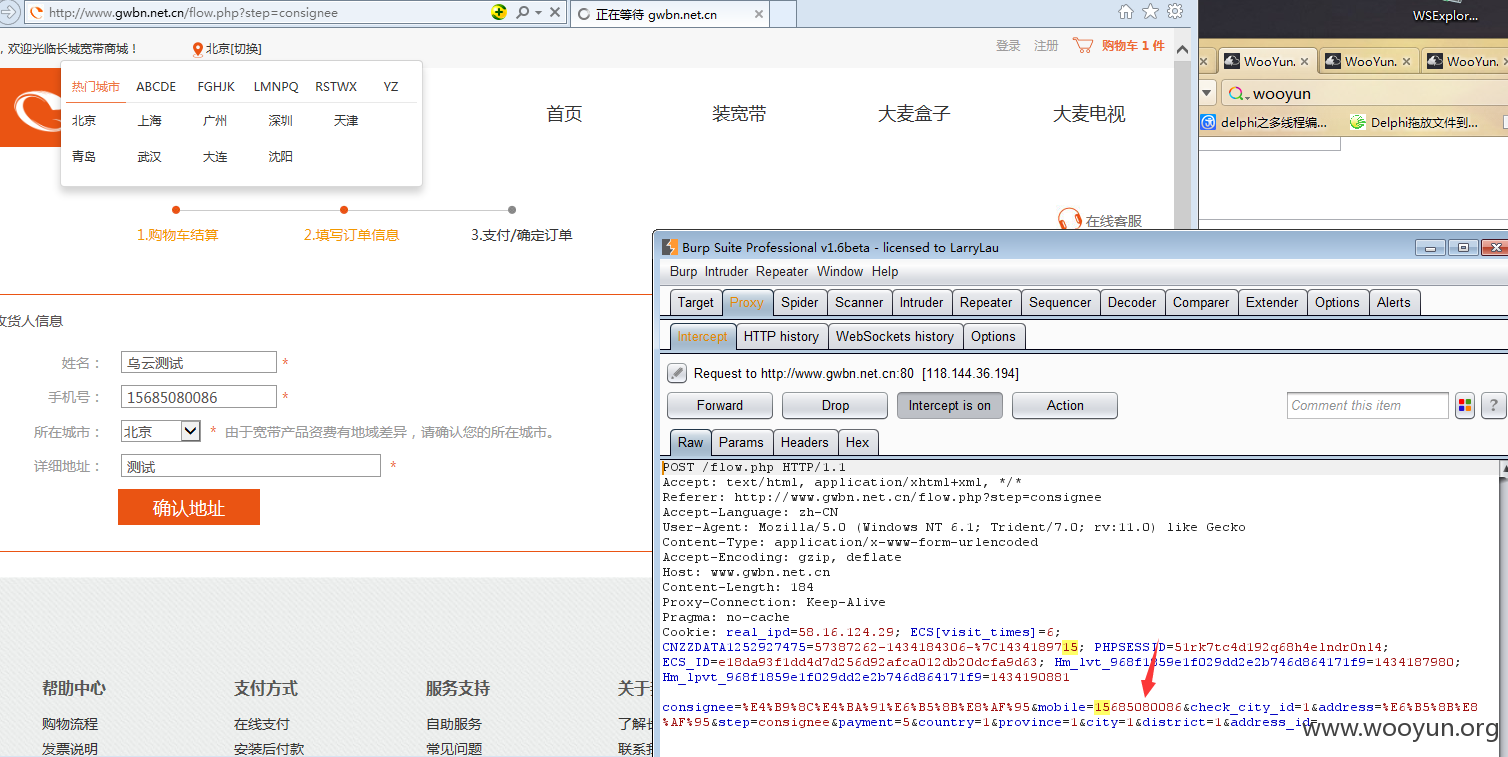 http://www.gwbn.net.cn/flow.php?step=consignee
正在等待 gwbn.net.cn
WSExplor...
，欢迎光临长城宽带商城！
北京[切换]
登录 注册 购物车 1 件
热门城市 ABCDE FGHJK LMNPQ RSTWX YZ
北京 上海 广州 深圳 天津
青岛 武汉 大连 沈阳
首页 装宽带 大麦盒子 大麦电视
WooYun. WooYun. WooYun.
wooyun
delphi之多线程编... Delphi拖放文件到...
1.购物车结算 2.填写订单信息 3.支付/确定订单
在线客服
收货人信息
姓名： 乌云测试 *
手机号： 15685080086 *
所在城市： 北京 * 由于宽带产品资费有地域差异，请确认您的所在城市。
详细地址： 测试 *
确认地址
帮助中心 支付方式 服务支持
购物流程 在线支付 自助服务
发票说明 安装后付款 常见问题
Burp Suite Professional v1.6beta - licensed to LarryLau
Burp Intruder Repeater Window Help
Target Proxy Spider Scanner Intruder Repeater Sequencer Decoder Comparer Extender Options Alerts
Intercept HTTP history WebSockets history Options
Request to http://www.gwbn.net.cn:80 [118.144.36.194]
Forward Drop Intercept is on Action Comment this item ?
Raw Params Headers Hex
POST /flow.php HTTP/1.1
Accept: text/html, application/xhtml+xml, */*
Referer: http://www.gwbn.net.cn/flow.php?step=consignee
Accept-Language: zh-CN
User-Agent: Mozilla/5.0 (Windows NT 6.1; Trident/7.0; rv:11.0) like Gecko
Content-Type: application/x-www-form-urlencoded
Accept-Encoding: gzip, deflate
Host: www.gwbn.net.cn
Content-Length: 184
Proxy-Connection: Keep-Alive
Pragma: no-cache
Cookie: real_ipd=58.16.124.29; ECS[visit_times]=6;
CNZZDATA1252927475=57387262-1434184306-%7C1434189715; PHPSESSID=51rk7tc4d192q68h4e1ndr0n14;
ECS_ID=e18da93f1dd4d7d256d92afca012db20dcfa9d63; Hm_lvt_968f1859e1f029dd2e2b746d864171f9=1434187980;
Hm_lpvt_968f1859e1f029dd2e2b746d864171f9=1434190881
consignee=%E4%B9%8C%E4%BA%91%E6%B5%8B%E8%AF%95&mobile=15685080086&check_city_id=1&address=%E6%B5%8B%E8
%AF%95&step=consignee&payment=5&country=1&province=1&city=1&district=1&address_id=
www.wooyun.org